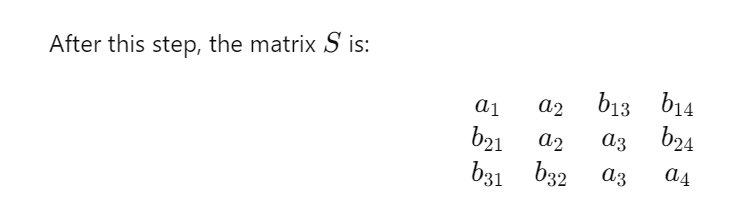 After this step, the matrix S is:
a₁ a₂ b₁₃ b₁₄
b₂₁ a₂ a₃ b₂₄
b₃₁ b₃₂ a₃ a₄